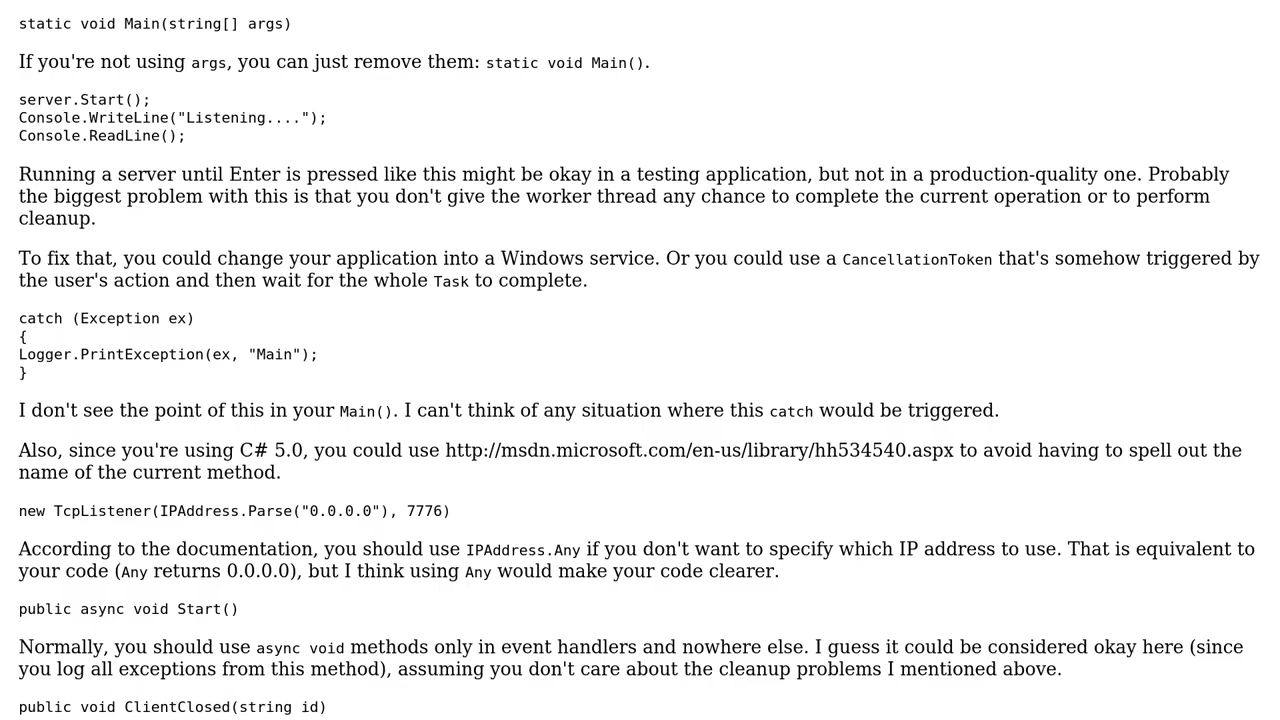 static void Main(string[] args)
If you're not using args, you can just remove them: static void Main().
server.Start();
Console.WriteLine("Listening....");
Console.ReadLine();
Running a server until Enter is pressed like this might be okay in a testing application, but not in a production-quality one. Probably
the biggest problem with this is that you don't give the worker thread any chance to complete the current operation or to perform
cleanup.
To fix that, you could change your application into a Windows service. Or you could use a CancellationToken that's somehow triggered by
the user's action and then wait for the whole Task to complete.
catch (Exception ex)
{
Logger.PrintException(ex, "Main");
}
I don't see the point of this in your Main(). I can't think of any situation where this catch would be triggered.
Also, since you're using C# 5.0, you could use http://msdn.microsoft.com/en-us/library/hh534540.aspx to avoid having to spell out the
name of the current method.
new TcpListener(IPAddress.Parse("0.0.0.0"), 7776)
According to the documentation, you should use IPAddress.Any if you don't want to specify which IP address to use. That is equivalent to
your code (Any returns 0.0.0.0), but I think using Any would make your code clearer.
public async void Start()
Normally, you should use async void methods only in event handlers and nowhere else. I guess it could be considered okay here (since
you log all exceptions from this method), assuming you don't care about the cleanup problems I mentioned above.
public void ClientClosed(string id)